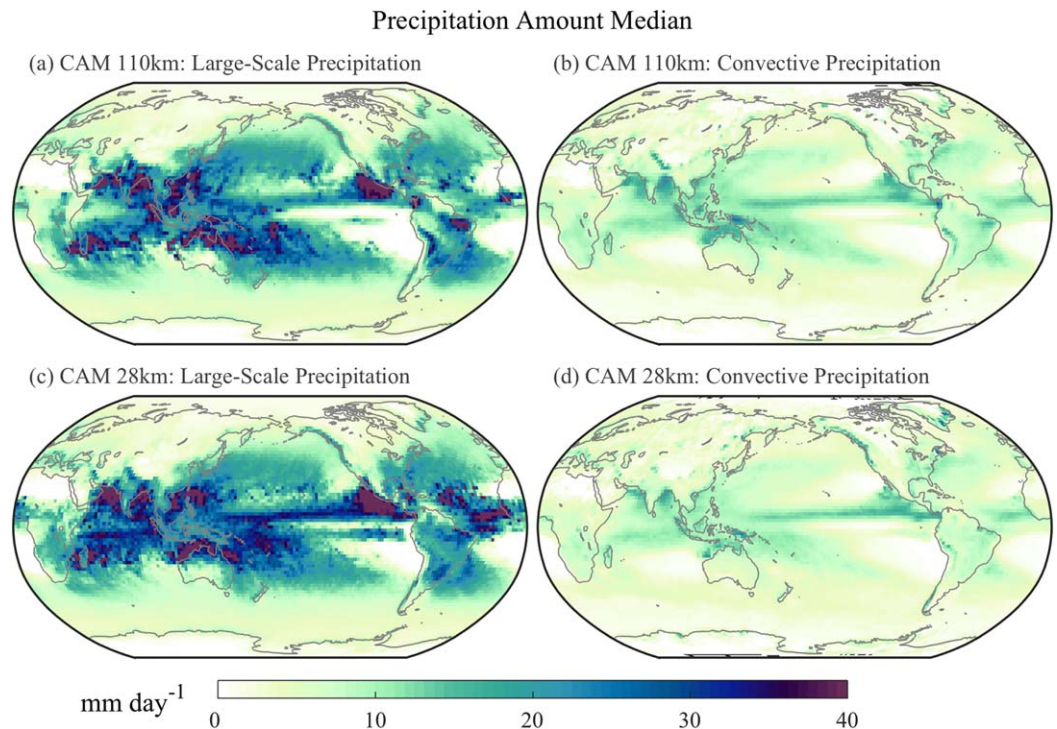 Precipitation Amount Median
(a) CAM 110km: Large-Scale Precipitation
(b) CAM 110km: Convective Precipitation
(c) CAM 28km: Large-Scale Precipitation
(d) CAM 28km: Convective Precipitation
mm day⁻¹
0 10 20 30 40